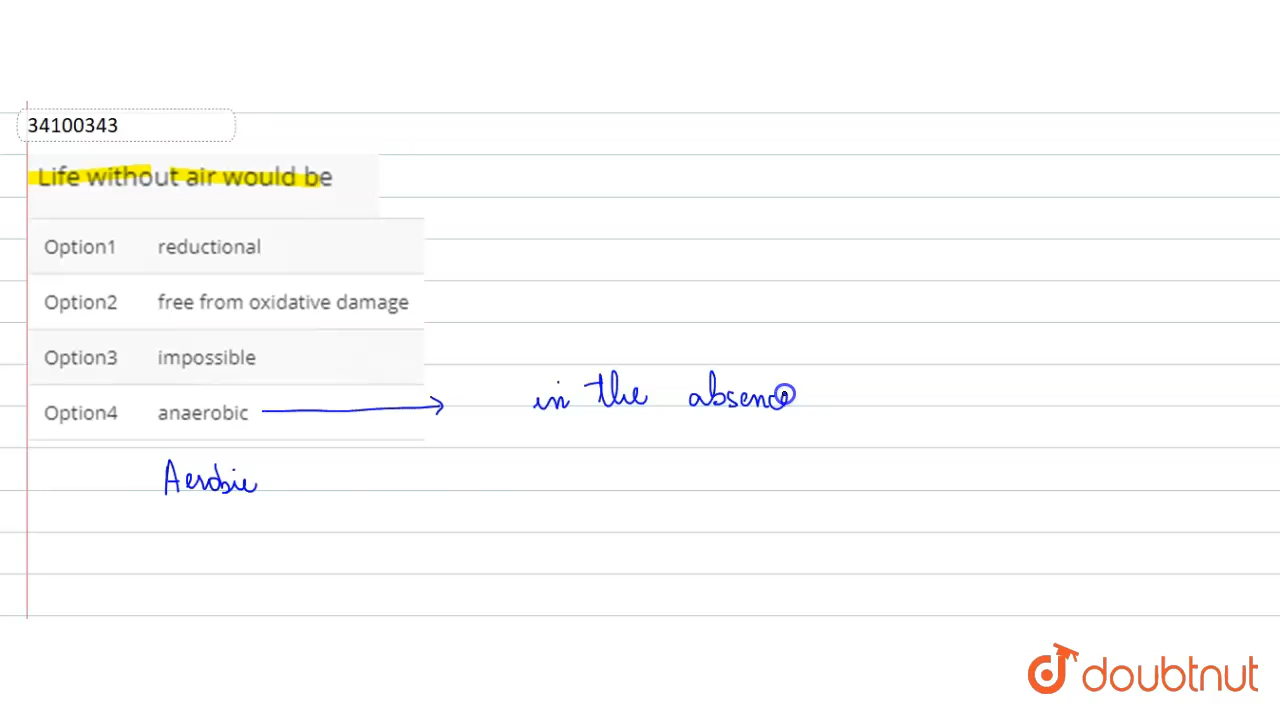 34100343
Life without air would be
Option1 reductional
Option2 free from oxidative damage
Option3 impossible
Option4 anaerobic
in the absence
Aerobic
doubtnut